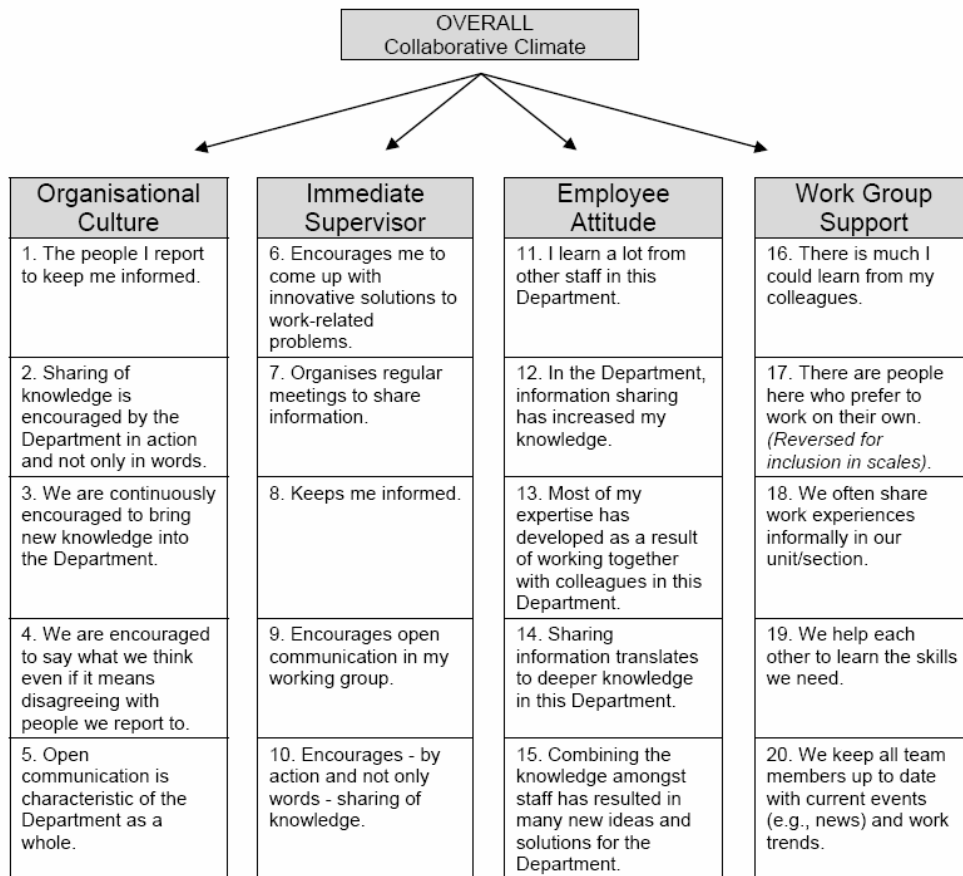 OVERALL
Collaborative Climate
Organisational
Culture
1. The people I report
to keep me informed.
2. Sharing of
knowledge is
encouraged by the
Department in action
and not only in words.
3. We are continuously
encouraged to bring
new knowledge into
the Department.
4. We are encouraged
to say what we think
even if it means
disagreeing with
people we report to.
5. Open
communication is
characteristic of the
Department as a
whole.
Immediate
Supervisor
6. Encourages me to
come up with
innovative solutions to
work-related
problems.
7. Organises regular
meetings to share
information.
8. Keeps me informed.
9. Encourages open
communication in my
working group.
10. Encourages - by
action and not only
words - sharing of
knowledge.
Employee
Attitude
11. I learn a lot from
other staff in this
Department.
12. In the Department,
information sharing
has increased my
knowledge.
13. Most of my
expertise has
developed as a result
of working together
with colleagues in this
Department.
14. Sharing
information translates
to deeper knowledge
in this Department.
15. Combining the
knowledge amongst
staff has resulted in
many new ideas and
solutions for the
Department.
Work Group
Support
16. There is much I
could learn from my
colleagues.
17. There are people
here who prefer to
work on their own.
(Reversed for
inclusion in scales).
18. We often share
work experiences
informally in our
unit/section.
19. We help each
other to learn the skills
we need.
20. We keep all team
members up to date
with current events
(e.g., news) and work
trends.